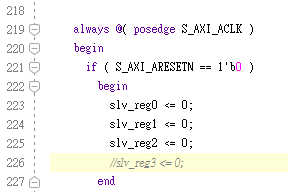 218
219 always @( posedge S_AXI_ACLK )
220 begin
221 if ( S_AXI_ARESETN == 1'b0 )
222 begin
223 slv_reg0 <= 0;
224 slv_reg1 <= 0;
225 slv_reg2 <= 0;
226 //slv_reg3 <= 0;
227 end